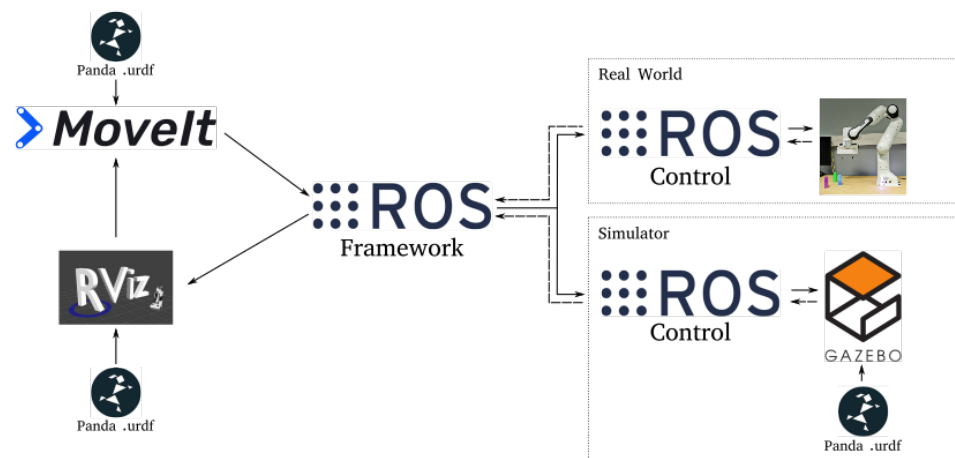 Panda .urdf
MoveIt
Real World
ROS
Control
ROS
Framework
Simulator
RViz
ROS
Control
GAZEBO
Panda .urdf
Panda .urdf